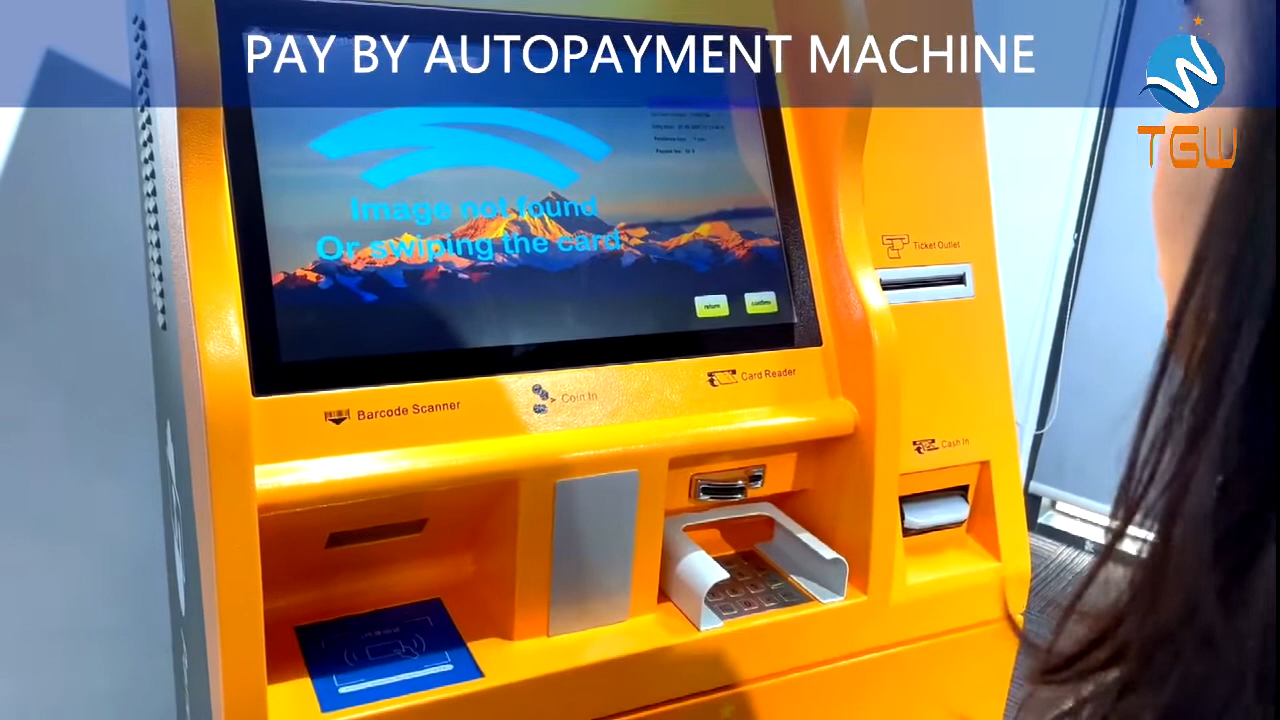 PAY BY AUTOPAYMENT MACHINE
TGW
Image not found
Or swiping the card
return
confirm
Ticket Outlet
Card Reader
Coin In
Barcode Scanner
Cash In